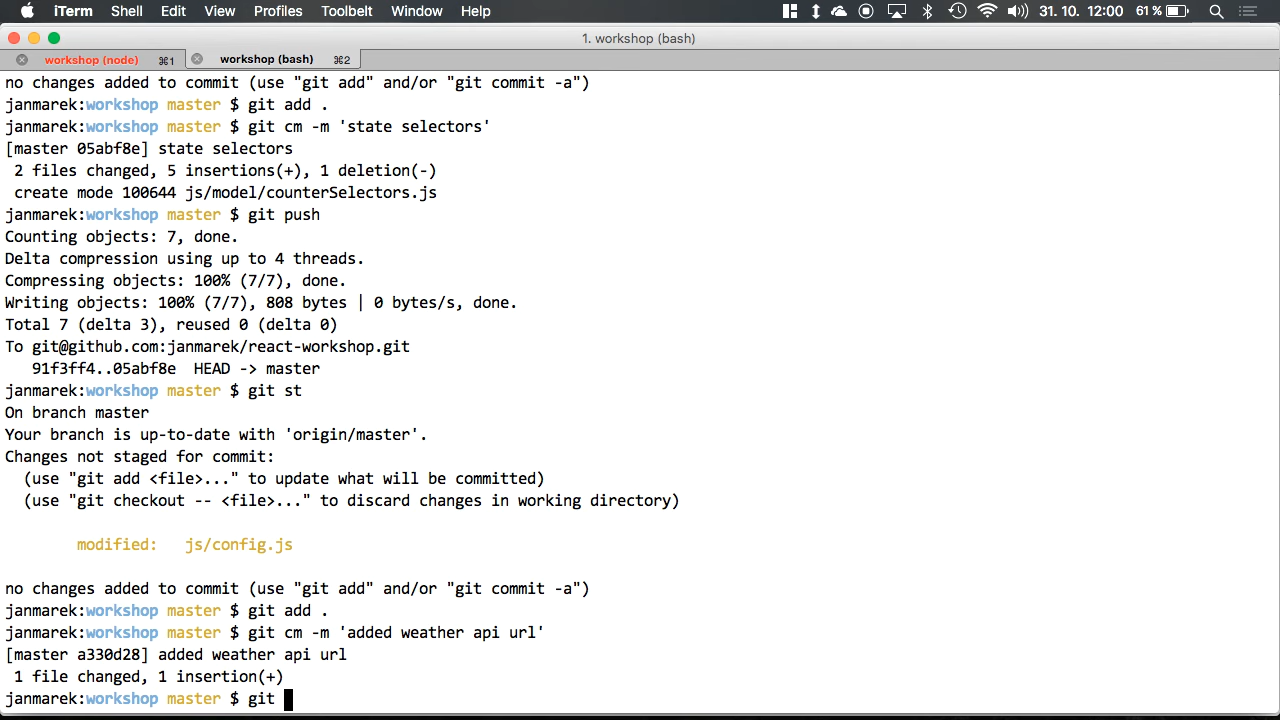 iTerm Shell Edit View Profiles Toolbelt Window Help 31. 10. 12:00 61 %
1. workshop (bash)
workshop (node) ⌘1 workshop (bash) ⌘2
no changes added to commit (use "git add" and/or "git commit -a")
janmarek:workshop master $ git add .
janmarek:workshop master $ git cm -m 'state selectors'
[master 05abf8e] state selectors
 2 files changed, 5 insertions(+), 1 deletion(-)
 create mode 100644 js/model/counterSelectors.js
janmarek:workshop master $ git push
Counting objects: 7, done.
Delta compression using up to 4 threads.
Compressing objects: 100% (7/7), done.
Writing objects: 100% (7/7), 808 bytes | 0 bytes/s, done.
Total 7 (delta 3), reused 0 (delta 0)
To git@github.com:janmarek/react-workshop.git
   91f3ff4..05abf8e  HEAD -> master
janmarek:workshop master $ git st
On branch master
Your branch is up-to-date with 'origin/master'.
Changes not staged for commit:
  (use "git add <file>..." to update what will be committed)
  (use "git checkout -- <file>..." to discard changes in working directory)
        modified:   js/config.js
no changes added to commit (use "git add" and/or "git commit -a")
janmarek:workshop master $ git add .
janmarek:workshop master $ git cm -m 'added weather api url'
[master a330d28] added weather api url
 1 file changed, 1 insertion(+)
janmarek:workshop master $ git